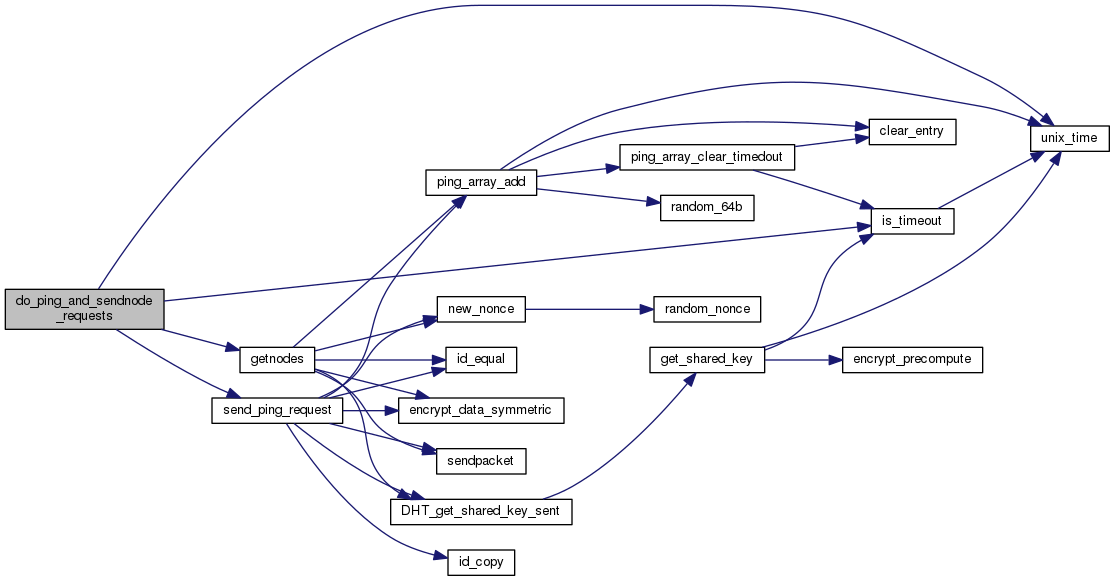 do_ping_and_sendnode
_requests
getnodes
send_ping_request
ping_array_add
new_nonce
id_equal
encrypt_data_symmetric
sendpacket
DHT_get_shared_key_sent
id_copy
ping_array_clear_timedout
random_64b
random_nonce
get_shared_key
clear_entry
is_timeout
encrypt_precompute
unix_time